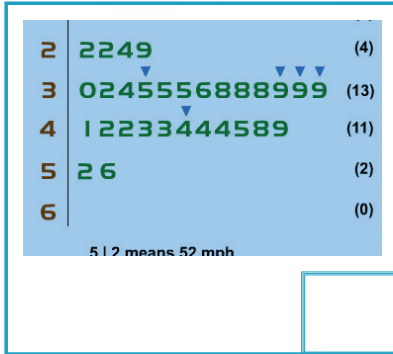 2 | 2249 (4)
3 | 0245556888999 (13)
4 | 12233444589 (11)
5 | 26 (2)
6 | (0)
5 | 2 means 52 mph